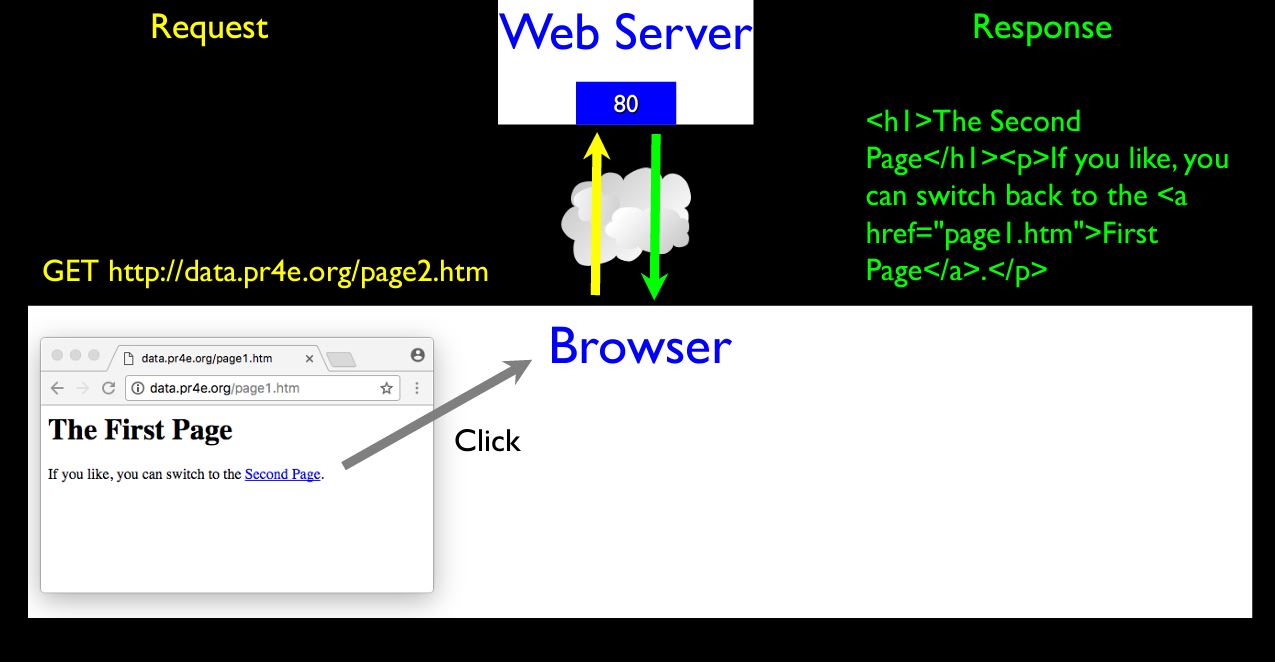 Request
Web Server
Response
80
<h1>The Second
Page</h1><p>If you like, you
can switch back to the <a
href="page1.htm">First
Page</a>.</p>
GET http://data.pr4e.org/page2.htm
Browser
data.pr4e.org/page1.htm
data.pr4e.org/page1.htm
The First Page
Click
If you like, you can switch to the Second Page.